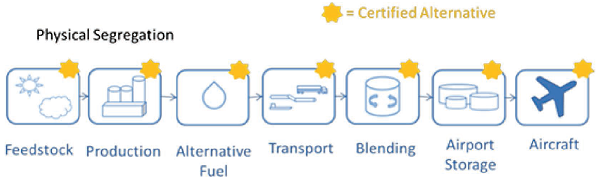 = Certified Alternative
Physical Segregation
Feedstock
Production
Alternative
Fuel
Transport
Blending
Airport
Storage
Aircraft